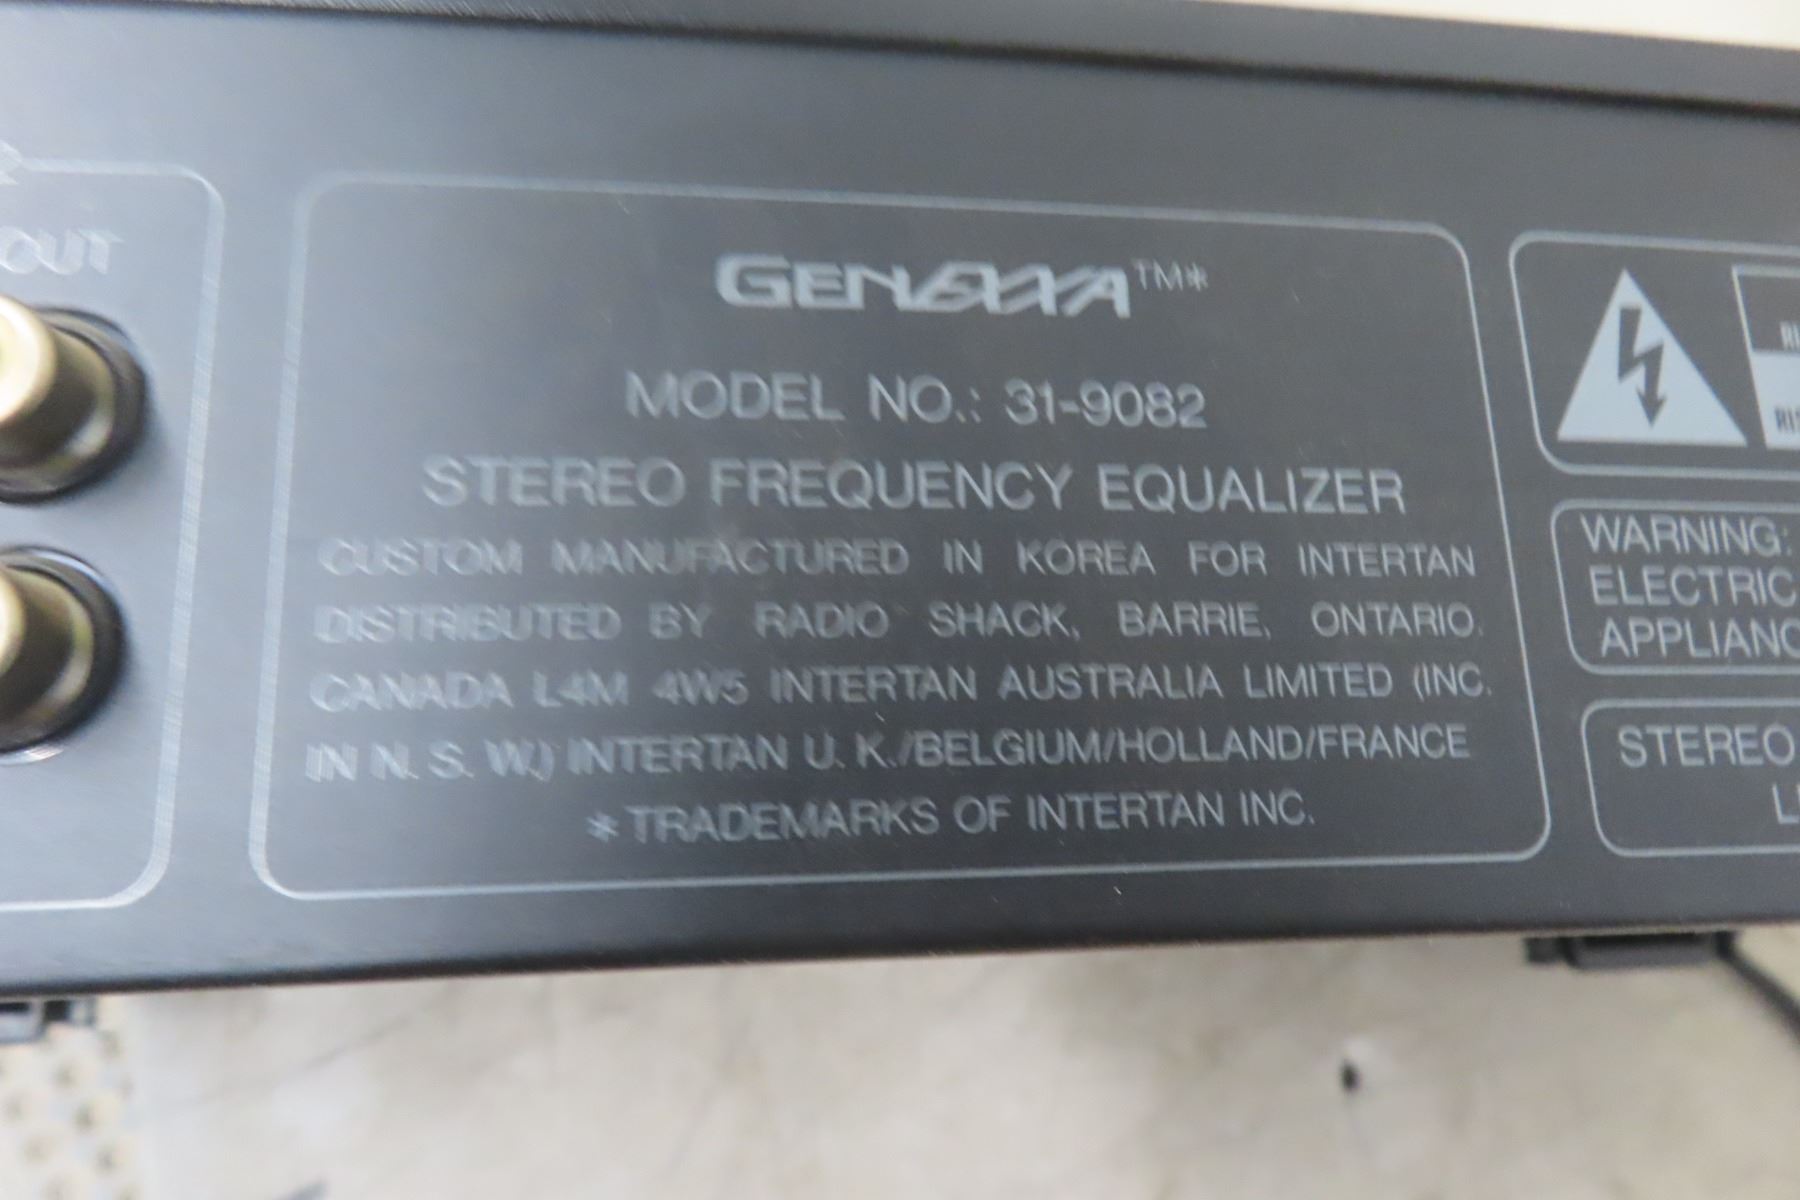 OUT
GENEXXA™*
MODEL NO.: 31-9082
STEREO FREQUENCY EQUALIZER
CUSTOM MANUFACTURED IN KOREA FOR INTERTAN
DISTRIBUTED BY RADIO SHACK, BARRIE, ONTARIO.
CANADA L4M 4W5 INTERTAN AUSTRALIA LIMITED (INC.
IN N. S. W.) INTERTAN U. K./BELGIUM/HOLLAND/FRANCE
*TRADEMARKS OF INTERTAN INC.
WARNING:
ELECTRIC
APPLIANC
STEREO